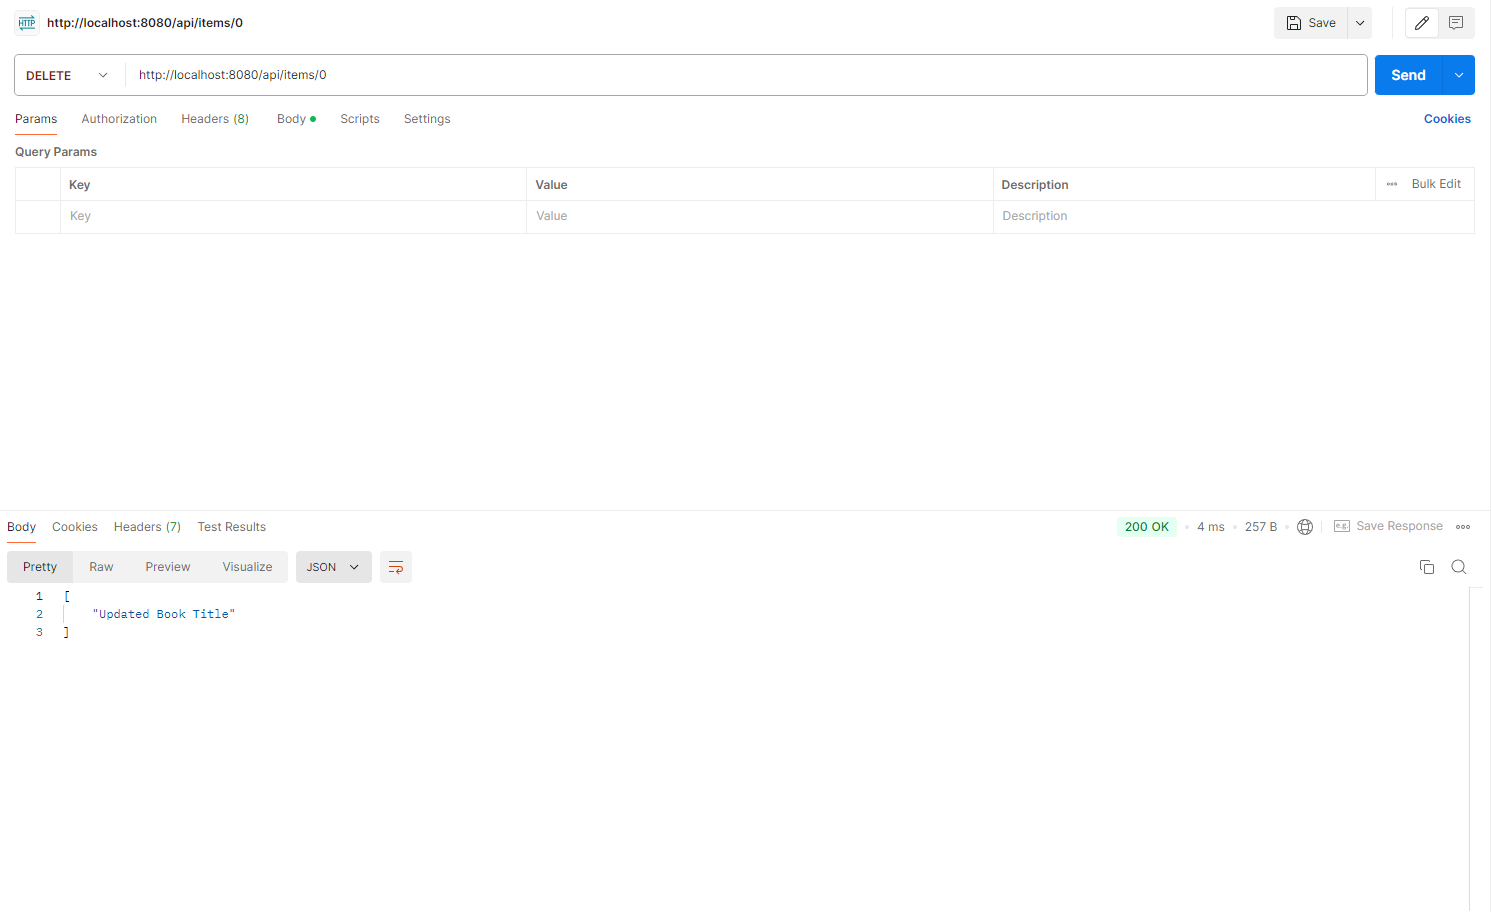 HTTP http://localhost:8080/api/items/0 Save
DELETE http://localhost:8080/api/items/0 Send
Params Authorization Headers (8) Body Scripts Settings Cookies
Query Params
Key Value Description Bulk Edit
Key Value Description
Body Cookies Headers (7) Test Results 200 OK 4 ms 257 B e.g. Save Response
Pretty Raw Preview Visualize JSON
1 [
2 "Updated Book Title"
3 ]